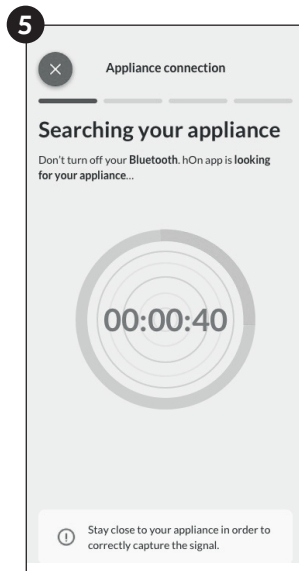 5
Appliance connection
Searching your appliance
Don't turn off your Bluetooth. hOn app is looking
for your appliance...
00:00:40
Stay close to your appliance in order to
correctly capture the signal.